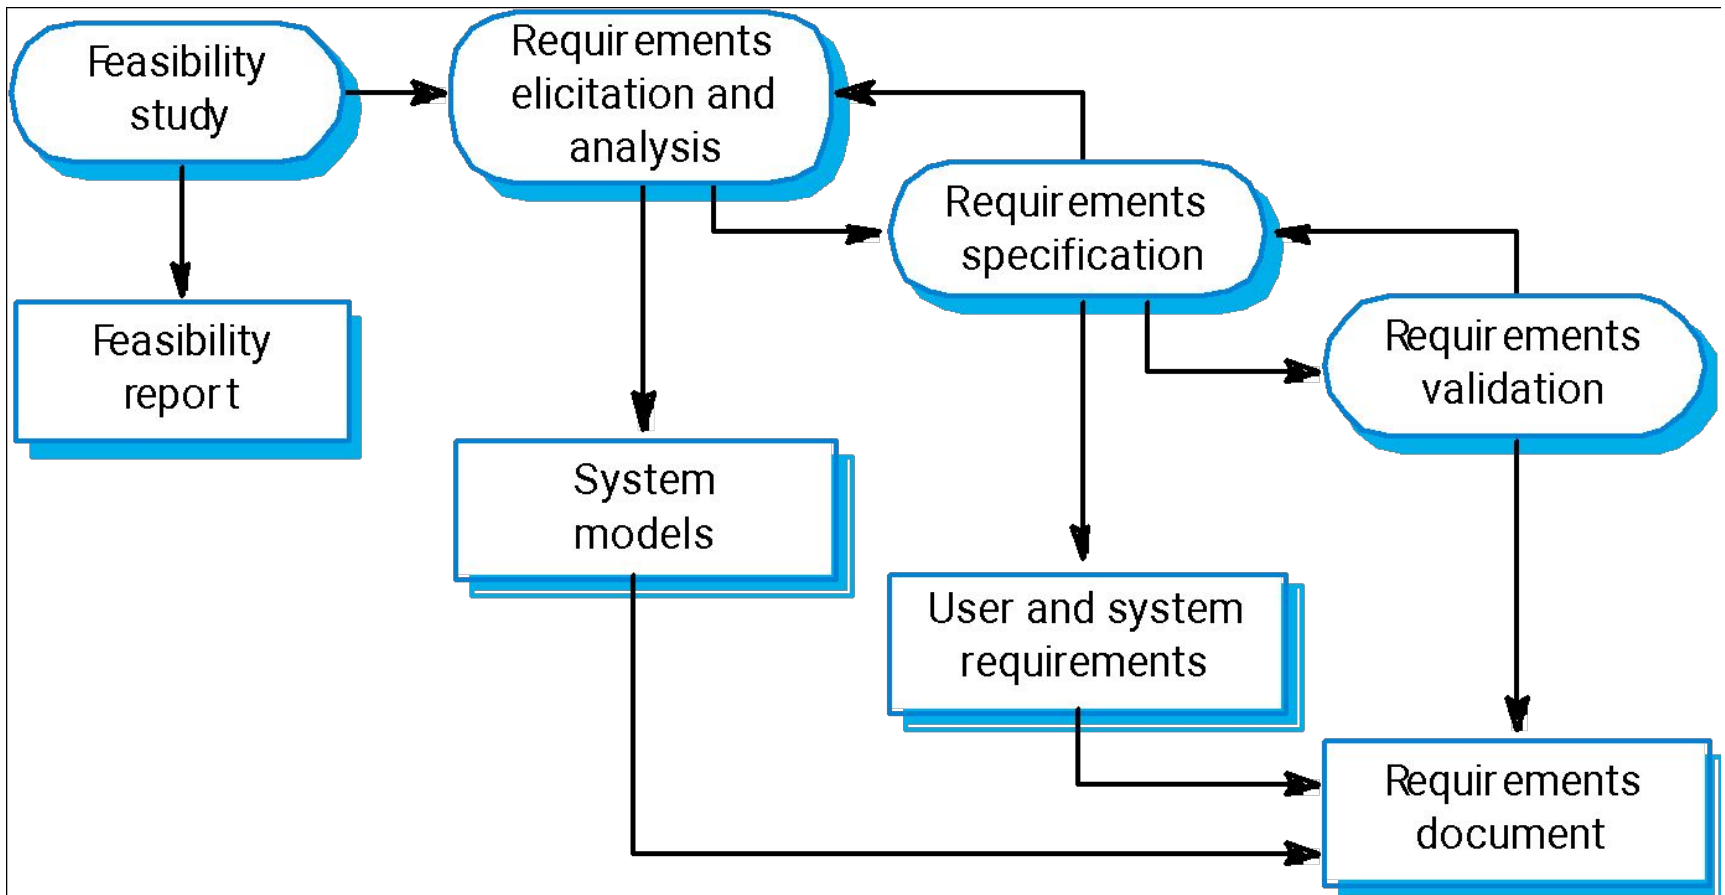 Feasibility
study
Requirements
elicitation and
analysis
Requirements
specification
Requirements
validation
Feasibility
report
System
models
User and system
requirements
Requirements
document